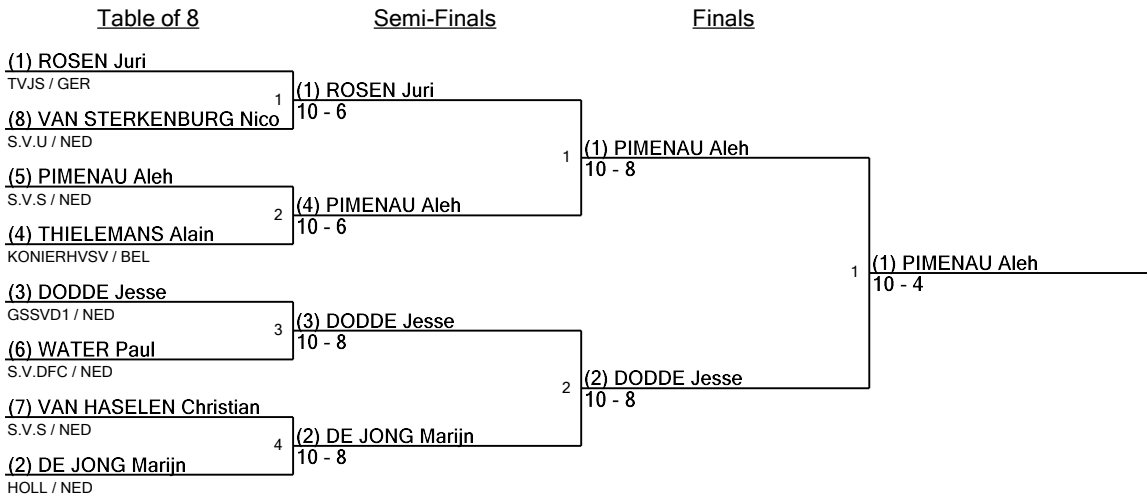 Table of 8
Semi-Finals
Finals
(1) ROSEN Juri
TVJS / GER
(8) VAN STERKENBURG Nico
S.V.U / NED
(5) PIMENAU Aleh
S.V.S / NED
(4) THIELEMANS Alain
KONIERHVSV / BEL
(3) DODDE Jesse
GSSVD1 / NED
(6) WATER Paul
S.V.DFC / NED
(7) VAN HASELEN Christian
S.V.S / NED
(2) DE JONG Marijn
HOLL / NED
1
(1) ROSEN Juri
10 - 6
2
(4) PIMENAU Aleh
10 - 6
3
(3) DODDE Jesse
10 - 8
4
(2) DE JONG Marijn
10 - 8
1
(1) PIMENAU Aleh
10 - 8
2
(2) DODDE Jesse
10 - 8
1
(1) PIMENAU Aleh
10 - 4